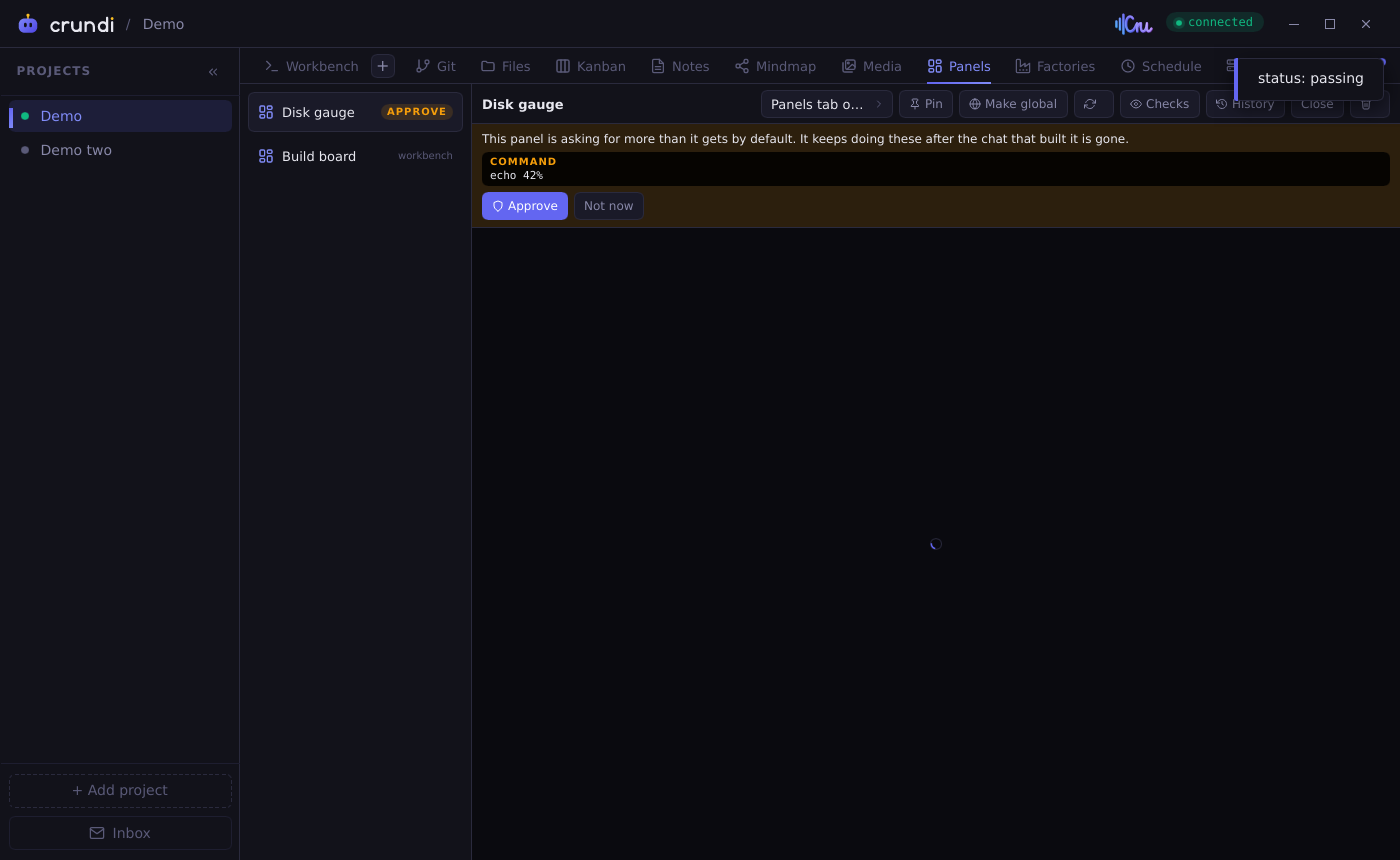 crundi / Demo
Cru
connected
PROJECTS «
Workbench + Git Files Kanban Notes Mindmap Media Panels Factories Schedule
status: passing
Demo
Demo two
Disk gauge APPROVE
Build board workbench
Disk gauge Panels tab o... Pin Make global Checks History Close
This panel is asking for more than it gets by default. It keeps doing these after the chat that built it is gone.
COMMAND
echo 42%
Approve Not now
+ Add project
Inbox